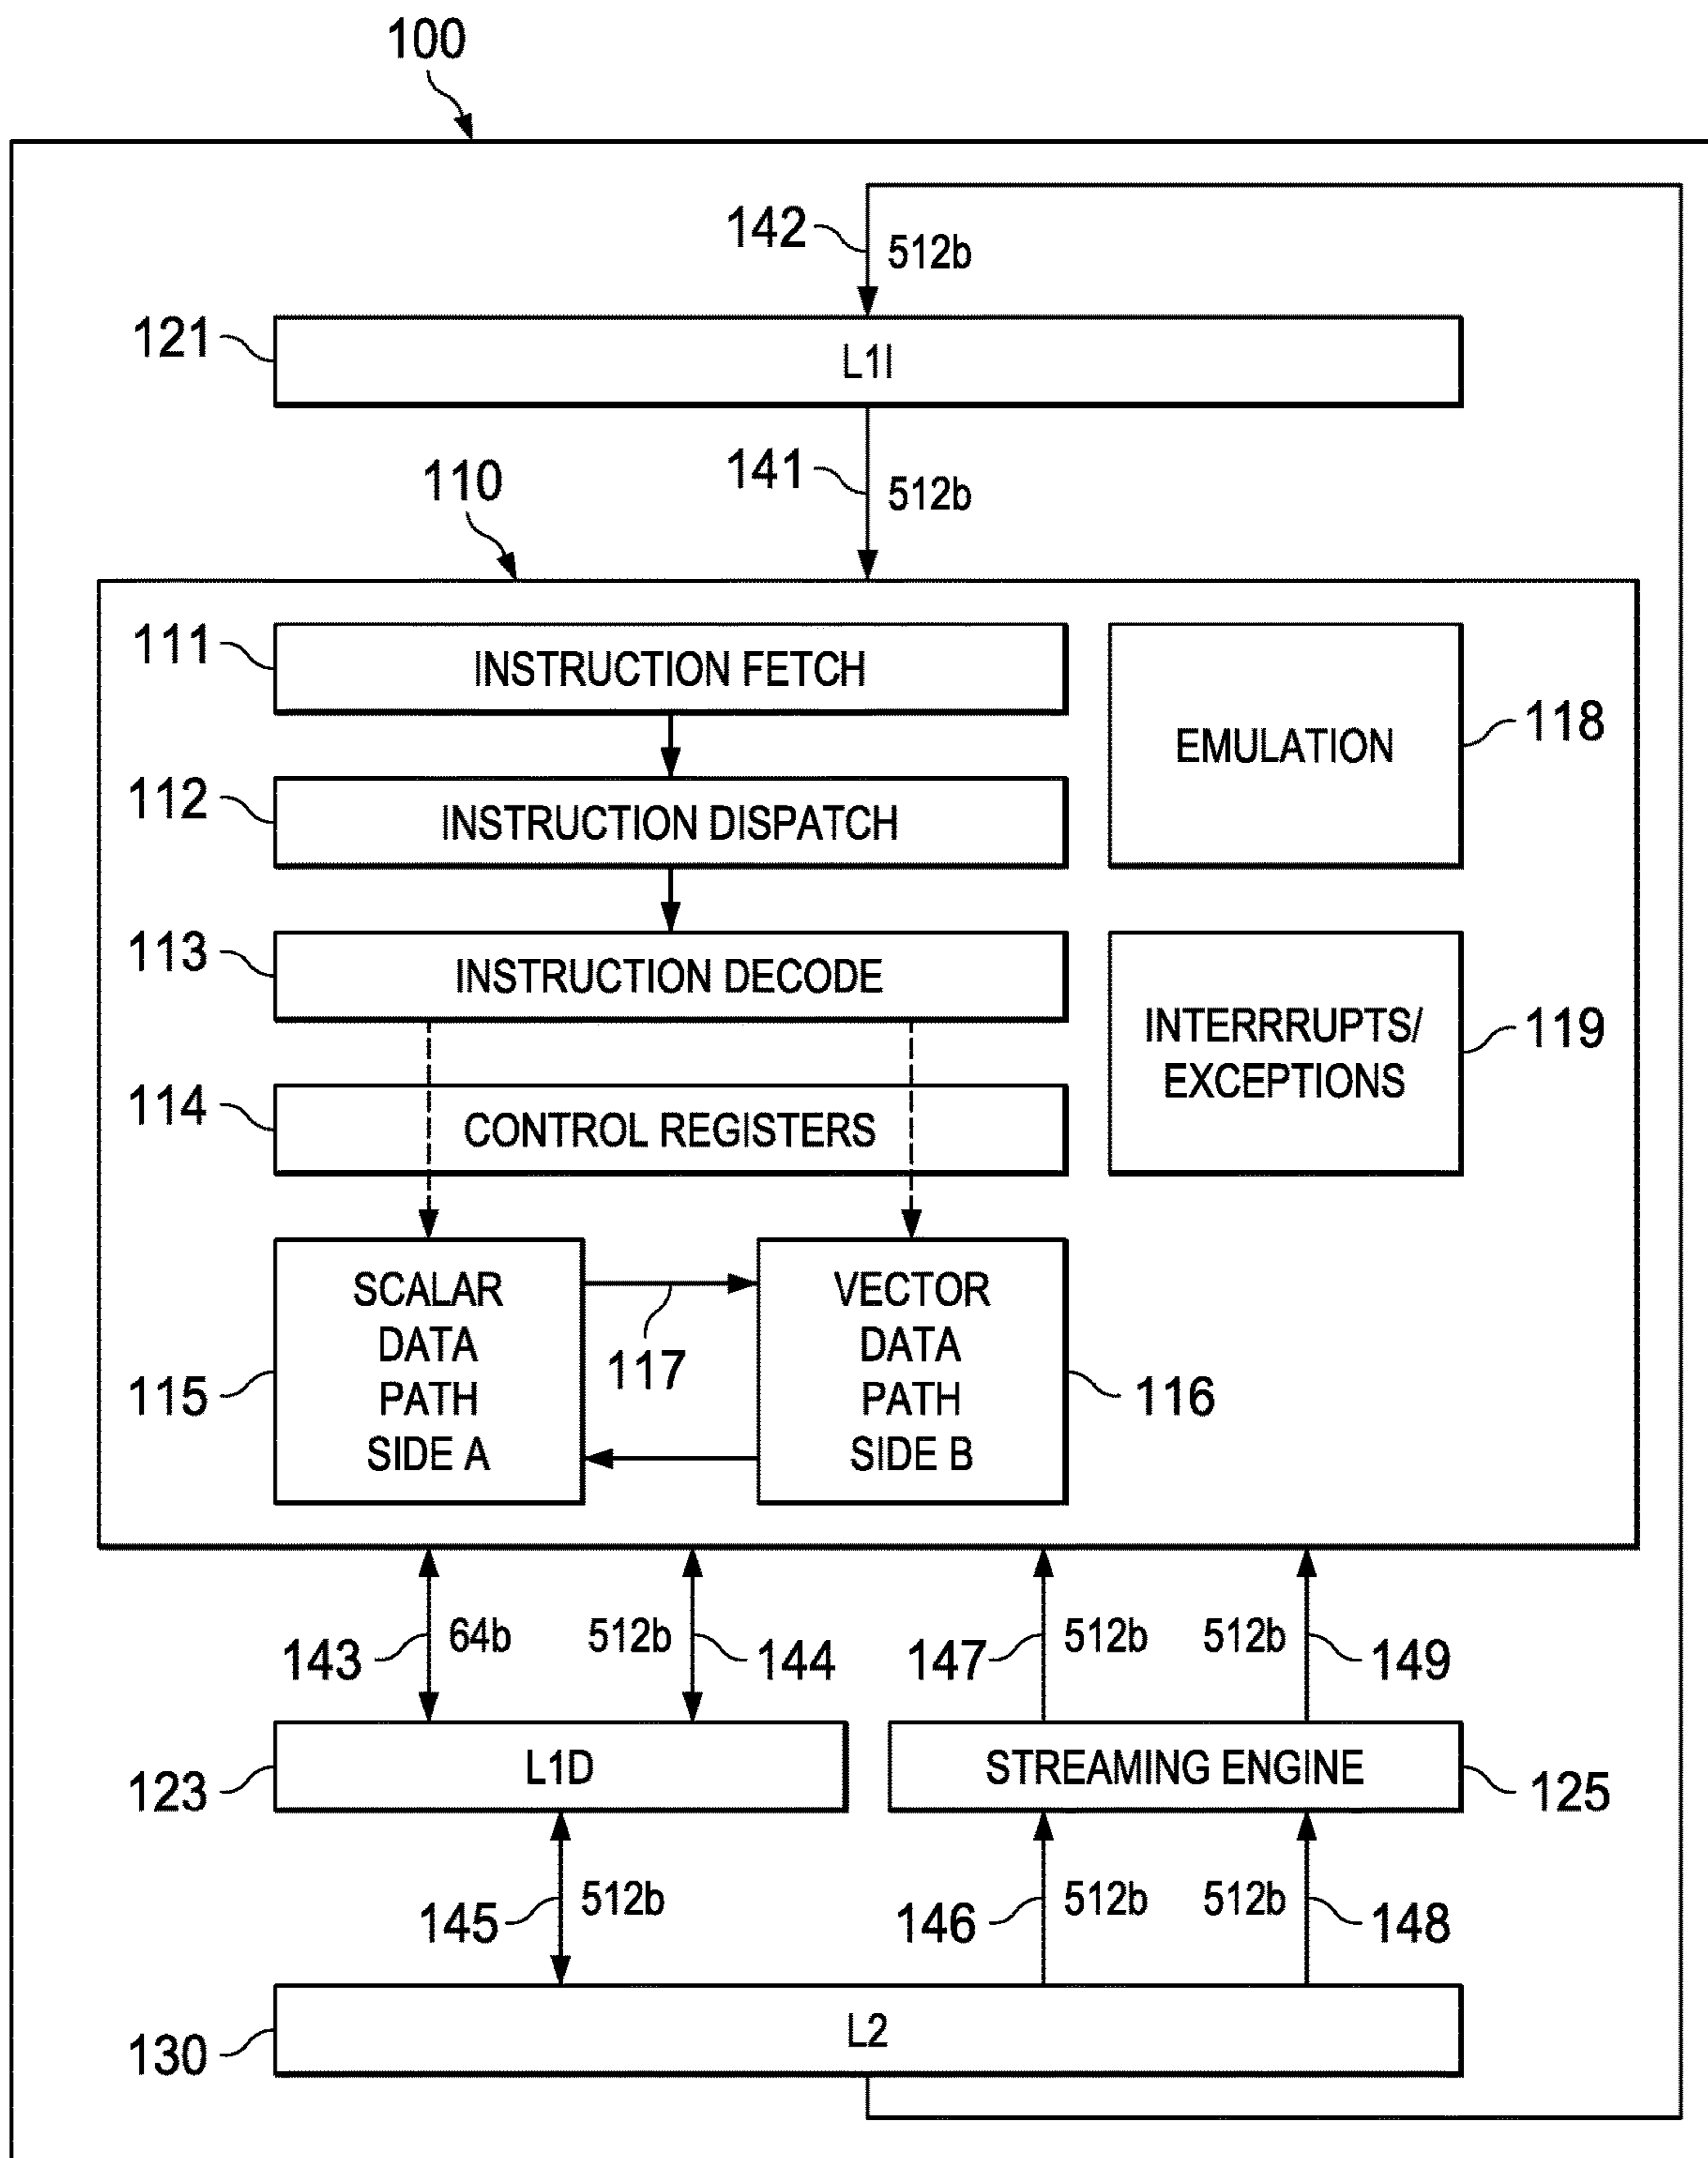 100
142
512b
121
L1I
141
512b
110
111
INSTRUCTION FETCH
EMULATION
118
112
INSTRUCTION DISPATCH
113
INSTRUCTION DECODE
INTERRRUPTS/
EXCEPTIONS
119
114
CONTROL REGISTERS
SCALAR
DATA
PATH
SIDE A
115
117
VECTOR
DATA
PATH
SIDE B
116
143
64b
512b
144
147
512b
512b
149
123
L1D
STREAMING ENGINE
125
145
512b
146
512b
512b
148
130
L2